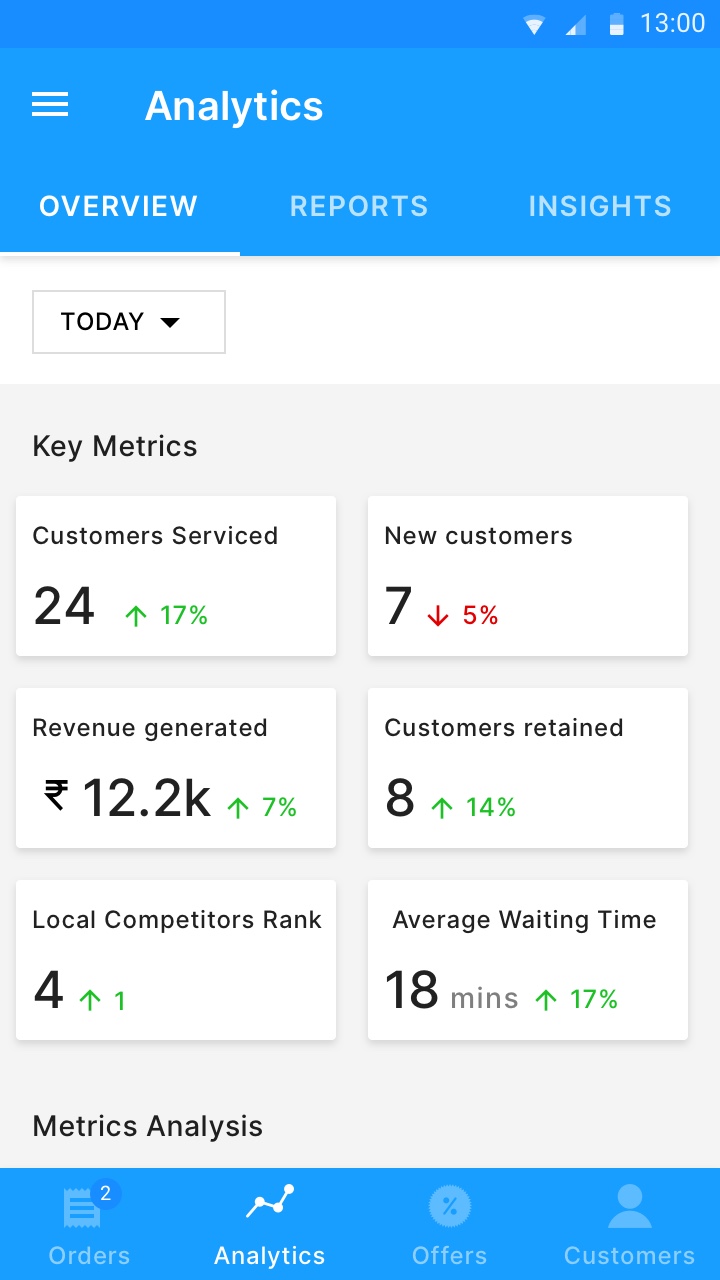 13:00
Analytics
OVERVIEW REPORTS INSIGHTS
TODAY
Key Metrics
Customers Serviced New customers
24 ↑ 17% 7 ↓ 5%
Revenue generated Customers retained
₹ 12.2k ↑ 7% 8 ↑ 14%
Local Competitors Rank Average Waiting Time
4 ↑ 1 18 mins ↑ 17%
Metrics Analysis
2 %
Orders Analytics Offers Customers